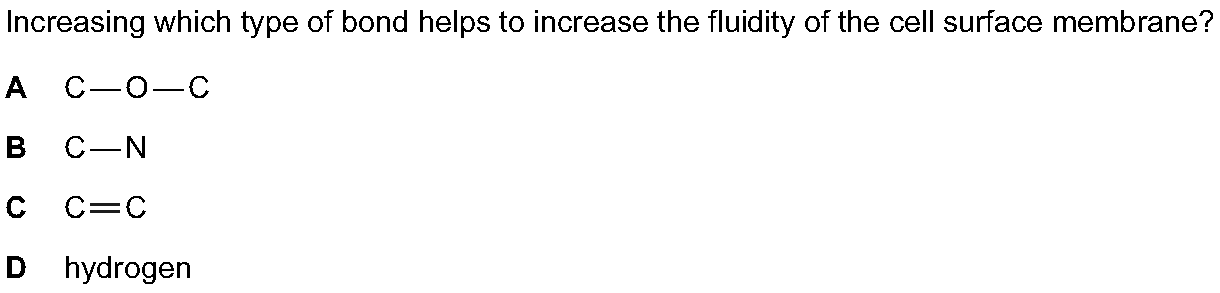 Increasing which type of bond helps to increase the fluidity of the cell surface membrane?
A C—O—C
B C—N
C C=C
D hydrogen